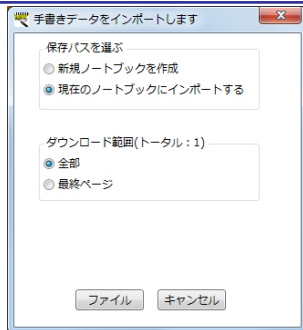 手書きデータをインポートします
保存パスを選ぶ
新規ノートブックを作成
現在のノートブックにインポートする
ダウンロード範囲(トータル:1)
全部
最終ページ
ファイル キャンセル